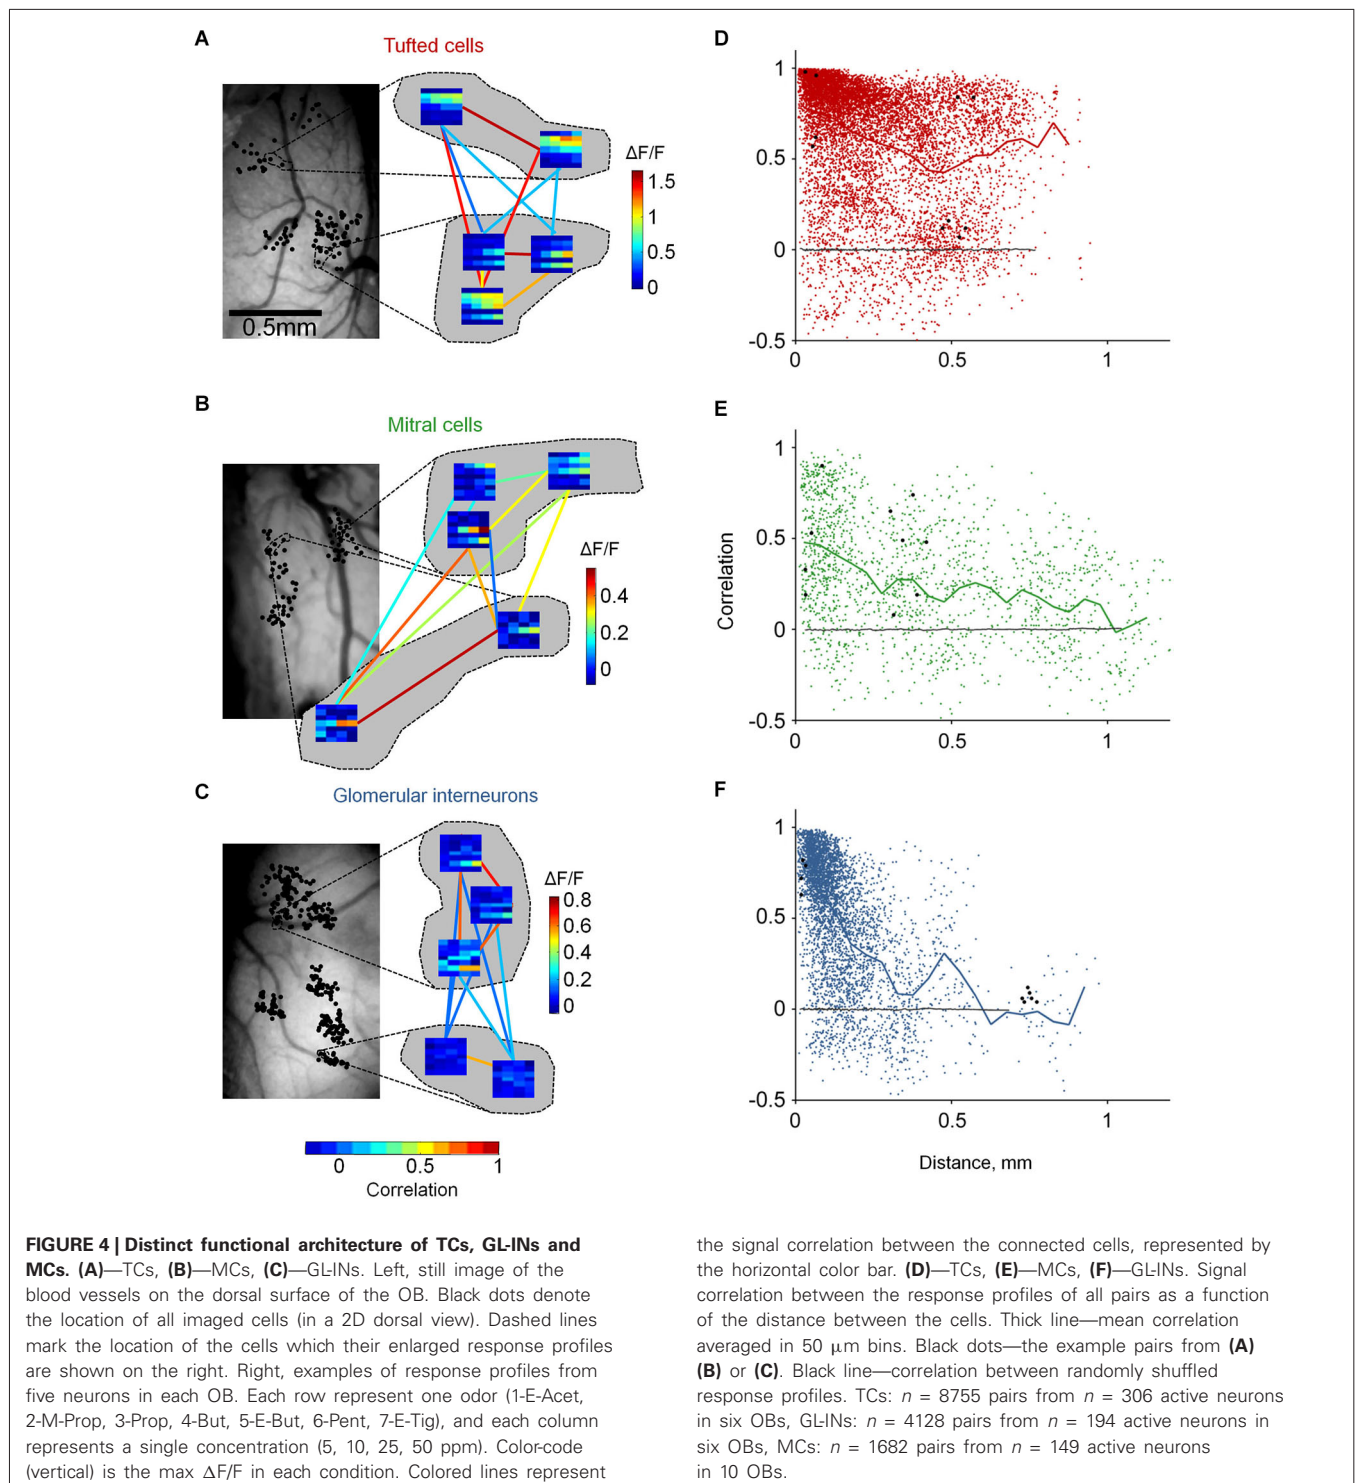 A
Tufted cells
ΔF/F
1.5
1
0.5
0
0.5mm
B
Mitral cells
ΔF/F
0.4
0.2
0
C
Glomerular interneurons
ΔF/F
0.8
0.6
0.4
0.2
0
0 0.5 1
Correlation
D
1
0.5
0
-0.5
0 0.5 1
E
1
0.5
0
-0.5
0 0.5 1
Correlation
F
1
0.5
0
-0.5
0 0.5 1
Distance, mm
FIGURE 4 | Distinct functional architecture of TCs, GL-INs and
MCs. (A)—TCs, (B)—MCs, (C)—GL-INs. Left, still image of the
blood vessels on the dorsal surface of the OB. Black dots denote
the location of all imaged cells (in a 2D dorsal view). Dashed lines
mark the location of the cells which their enlarged response profiles
are shown on the right. Right, examples of response profiles from
five neurons in each OB. Each row represent one odor (1-E-Acet,
2-M-Prop, 3-Prop, 4-But, 5-E-But, 6-Pent, 7-E-Tig), and each column
represents a single concentration (5, 10, 25, 50 ppm). Color-code
(vertical) is the max ΔF/F in each condition. Colored lines represent
the signal correlation between the connected cells, represented by
the horizontal color bar. (D)—TCs, (E)—MCs, (F)—GL-INs. Signal
correlation between the response profiles of all pairs as a function
of the distance between the cells. Thick line—mean correlation
averaged in 50 μm bins. Black dots—the example pairs from (A)
(B) or (C). Black line—correlation between randomly shuffled
response profiles. TCs: n = 8755 pairs from n = 306 active neurons
in six OBs, GL-INs: n = 4128 pairs from n = 194 active neurons in
six OBs, MCs: n = 1682 pairs from n = 149 active neurons
in 10 OBs.